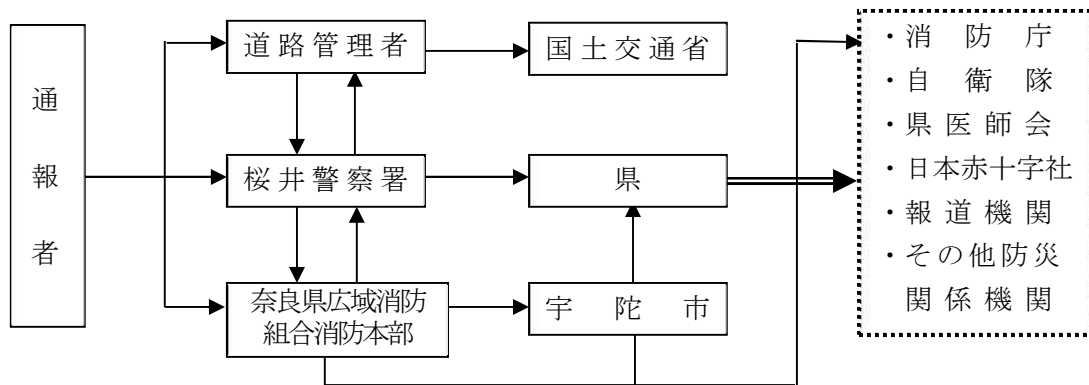 通報者
道路管理者
国土交通省
桜井警察署
県
奈良県広域消防
組合消防本部
宇陀市
・消防庁
・自衛隊
・県医師会
・日本赤十字社
・報道機関
・その他防災
関係機関